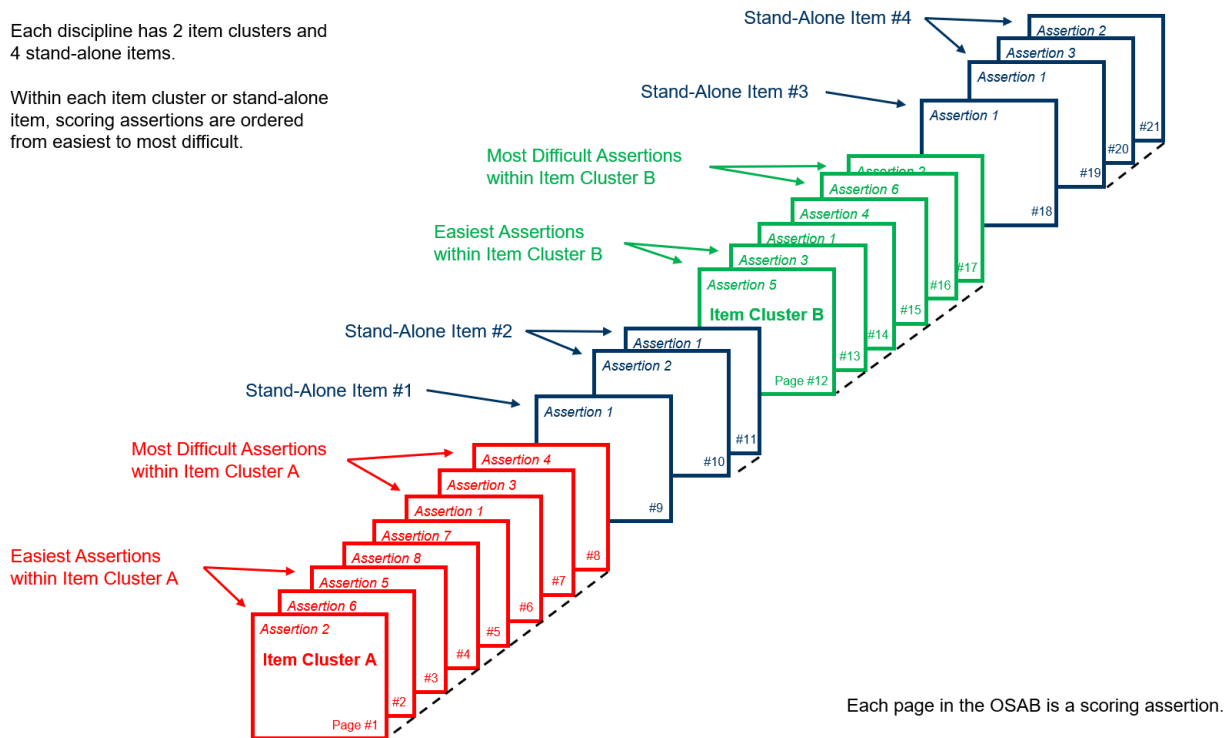 Each discipline has 2 item clusters and
4 stand-alone items.
Within each item cluster or stand-alone
item, scoring assertions are ordered
from easiest to most difficult.
Stand-Alone Item #4
Assertion 2
#21
Assertion 3
#20
Assertion 1
#19
Stand-Alone Item #3
Assertion 1
#18
Most Difficult Assertions
within Item Cluster B
Assertion 2
#17
Assertion 6
#16
Assertion 4
#15
Easiest Assertions
within Item Cluster B
Assertion 1
#14
Assertion 3
#13
Assertion 5
Item Cluster B
Page #12
Stand-Alone Item #2
Assertion 1
#11
Assertion 2
#10
Stand-Alone Item #1
Assertion 1
#9
Most Difficult Assertions
within Item Cluster A
Assertion 4
#8
Assertion 3
#7
Assertion 1
#6
Assertion 7
#5
Easiest Assertions
within Item Cluster A
Assertion 8
#4
Assertion 5
#3
Assertion 6
#2
Assertion 2
Item Cluster A
Page #1
Each page in the OSAB is a scoring assertion.